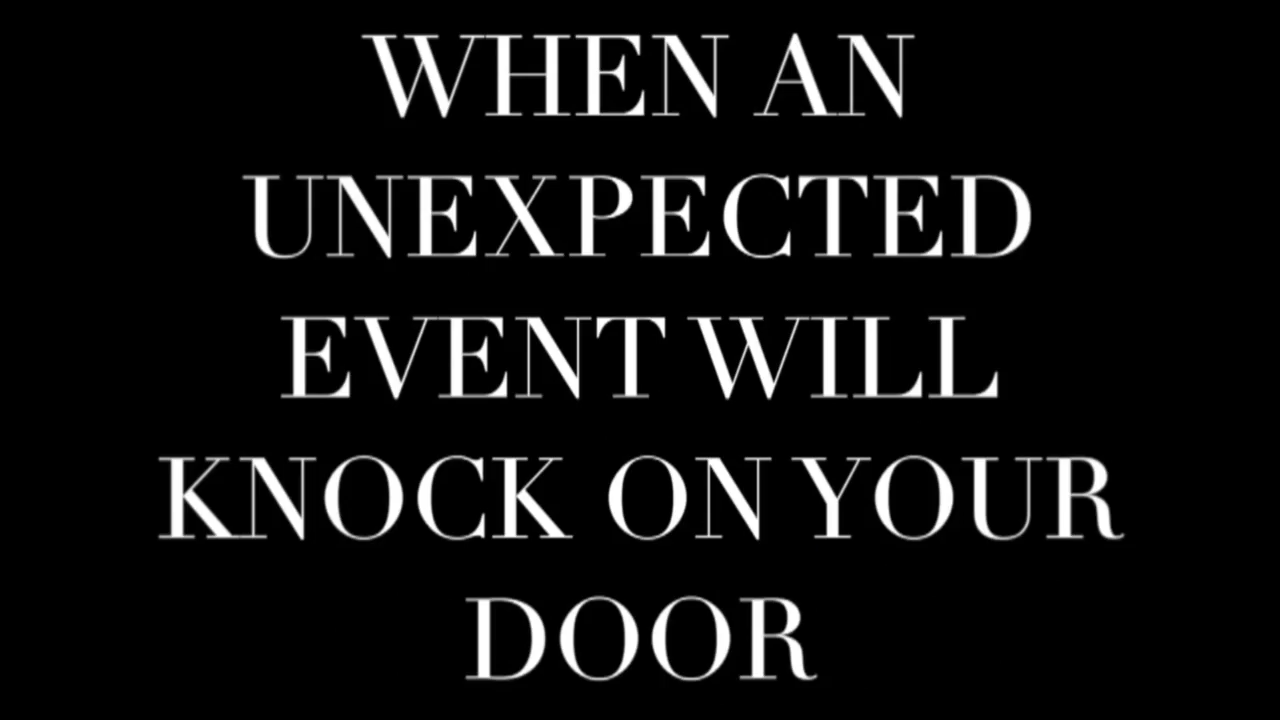 WHEN AN
UNEXPECTED
EVENT WILL
KNOCK ON YOUR
DOOR